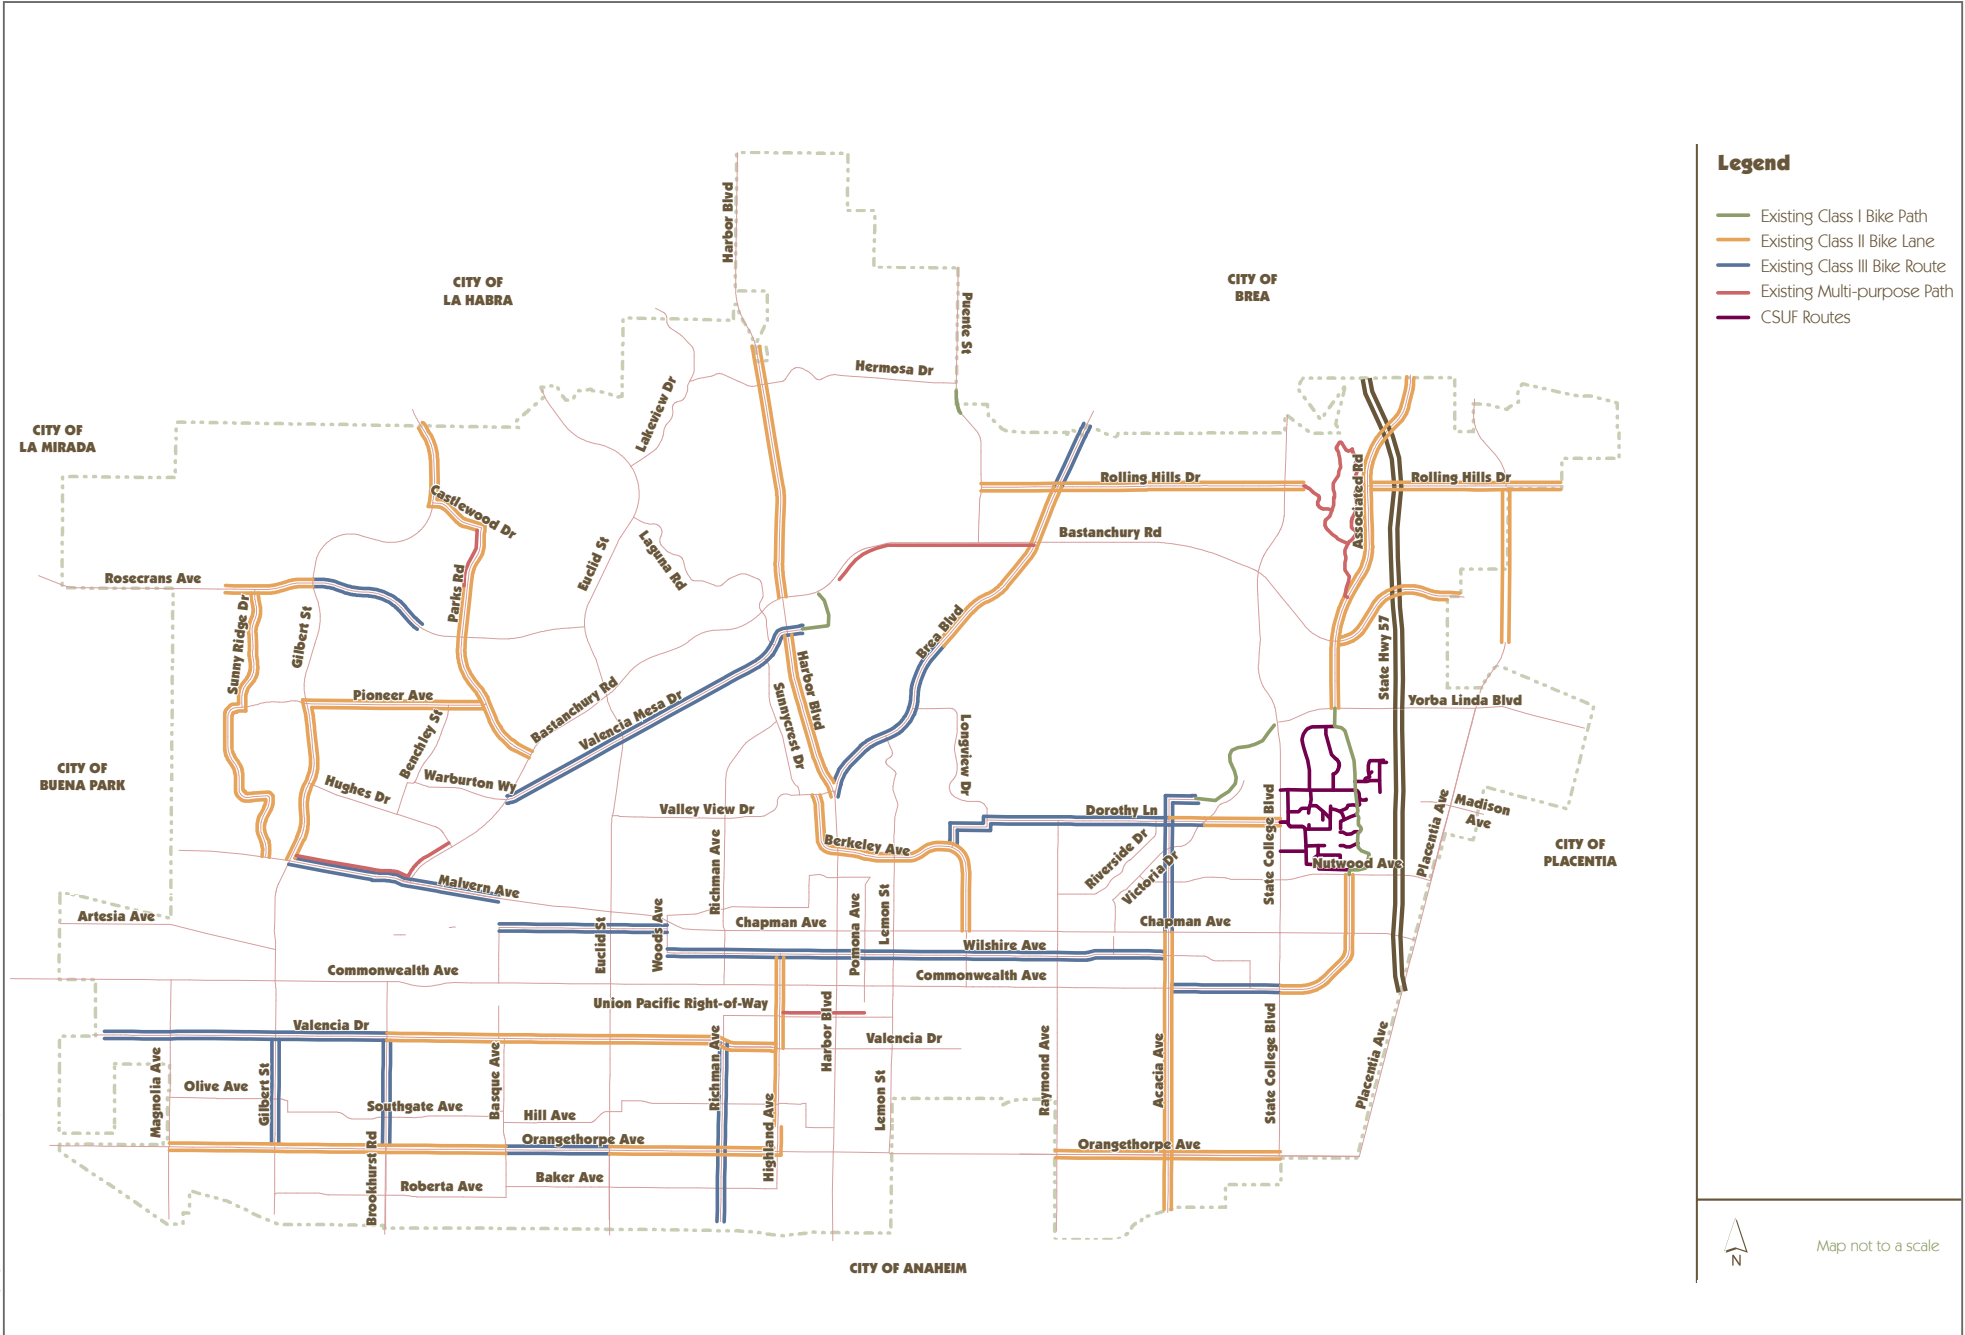 Legend
Existing Class I Bike Path
Existing Class II Bike Lane
Existing Class III Bike Route
Existing Multi-purpose Path
CSUF Routes
Harbor Blvd
CITY OF
LA HABRA
CITY OF
BREA
Puente St
Hermosa Dr
Lakeview Dr
CITY OF
LA MIRADA
Rolling Hills Dr
Associated Rd
Rolling Hills Dr
Castlewood Dr
Bastanchury Rd
Euclid St
Laguna Rd
Rosecrans Ave
Parks Rd
Sunny Ridge Dr
Gilbert St
Brea Blvd
State Hwy 57
Pioneer Ave
Bastanchury Rd
Valencia Mesa Dr
Harbor Blvd
Sunnycrest Dr
Yorba Linda Blvd
Longview Dr
Benchley St
CITY OF
BUENA PARK
Hughes Dr
Warburton Wy
Valley View Dr
Dorothy Ln
State College Blvd
Placentia Ave
Madison
Ave
Richman Ave
Berkeley Ave
Riverside Dr
Victoria Dr
Nutwood Ave
CITY OF
PLACENTIA
Malvern Ave
Artesia Ave
Euclid St
Woods Ave
Chapman Ave
Pomona Ave
Lemon St
Chapman Ave
Wilshire Ave
Commonwealth Ave
Commonwealth Ave
Union Pacific Right-of-Way
Harbor Blvd
Valencia Dr
Valencia Dr
Magnolia Ave
Olive Ave
Gilbert St
Southgate Ave
Basque Ave
Hill Ave
Richman Ave
Highland Ave
Lemon St
Raymond Ave
Acacia Ave
State College Blvd
Placentia Ave
Orangethorpe Ave
Orangethorpe Ave
Brookhurst Rd
Roberta Ave
Baker Ave
CITY OF ANAHEIM
N
Map not to a scale